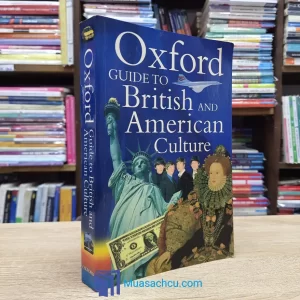 Oxford
GUIDE TO
British AND
American
Culture
Oxford
Guide to British and
American Culture
Muasachcu.com